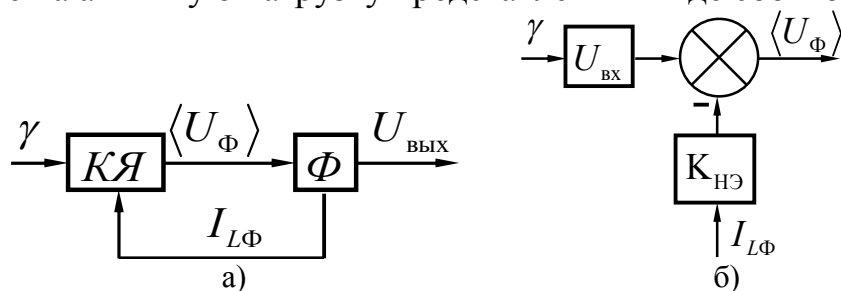 γ
КЯ
⟨U_Ф⟩
Ф
U_вых
I_LФ
а)
γ
U_вх
⟨U_Ф⟩
−
К_НЭ
I_LФ
б)